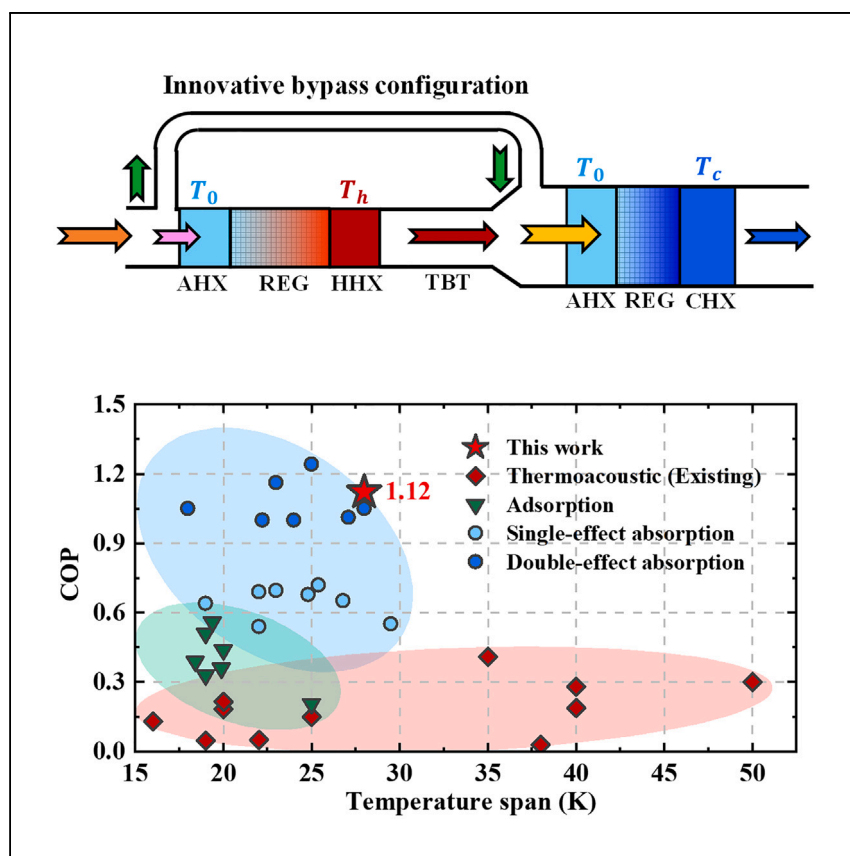 Innovative bypass configuration
T₀ Tₕ T₀ T_c
AHX REG HHX TBT AHX REG CHX
1.5
1.2
0.9
0.6
0.3
0.0
COP
This work
Thermoacoustic (Existing)
Adsorption
Single-effect absorption
Double-effect absorption
1.12
15 20 25 30 35 40 45 50
Temperature span (K)